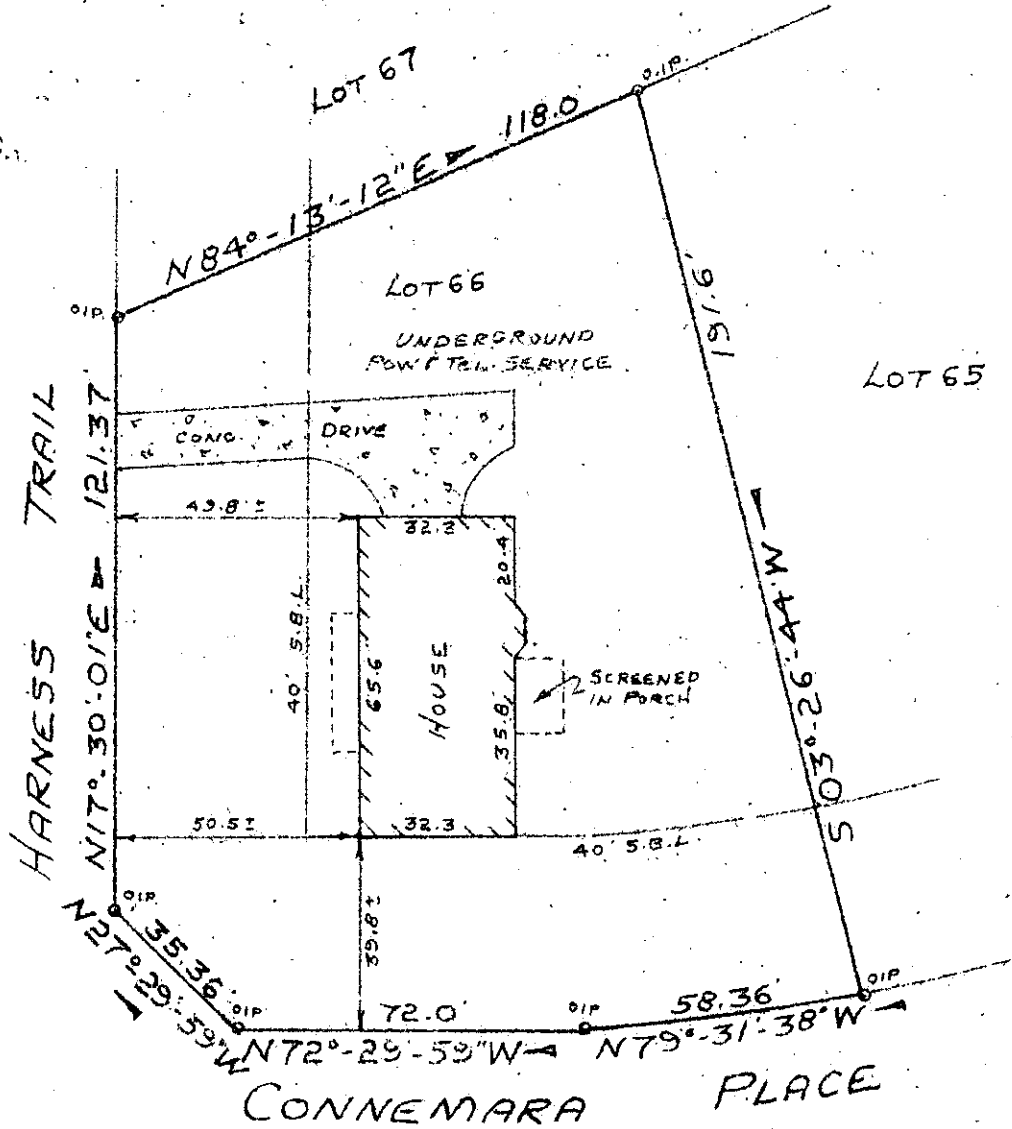 LOT 67
O.I.P.
118.0
N84°-13'-12"E
LOT 66
O.I.P.
UNDERGROUND
POW & TEL. SERVICE
191.6'
LOT 65
CONC. DRIVE
HARNESS TRAIL
N17°-30'-01"E 121.37'
49.8'±
32.3
20.4
40' S.B.L.
65.6
HOUSE
SCREENED
IN PORCH
35.8
S 03°-26'-44"W
50.5±
32.3
40' S.B.L.
39.8±
O.I.P.
35.36'
N27°-29'-59"W
O.I.P.
72.0'
O.I.P.
58.36'
O.I.P.
N72°-29'-59"W
N79°-31'-38"W
CONNEMARA PLACE